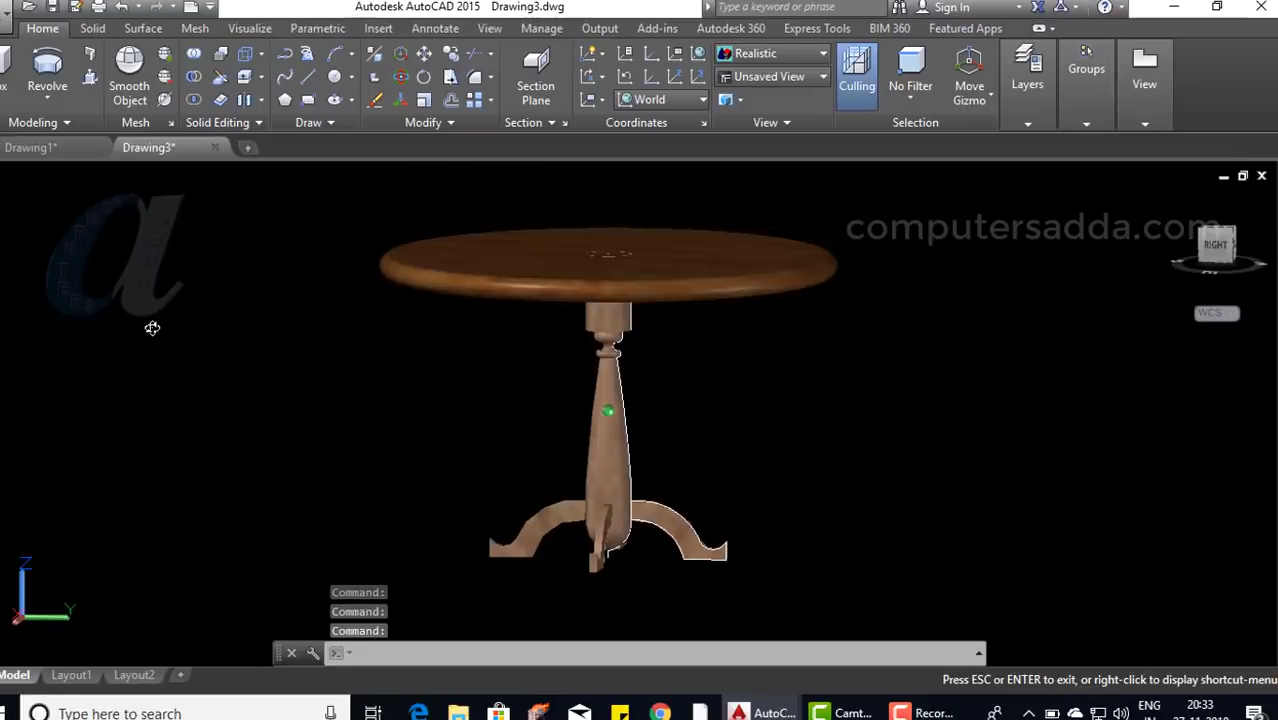 Autodesk AutoCAD 2015 Drawing3.dwg
Type a keyword or phrase
Sign In
Home Solid Surface Mesh Visualize Parametric Insert Annotate View Manage Output Add-ins Autodesk 360 Express Tools BIM 360 Featured Apps
Revolve
Smooth
Object
Section
Plane
Realistic
Unsaved View
World
Culling
No Filter
Move
Gizmo
Layers
Groups
View
Modeling
Mesh
Solid Editing
Draw
Modify
Section
Coordinates
View
Selection
Drawing1*
Drawing3*
computersadda.com
RIGHT
WCS
Z
Y
X
Command:
Command:
Command:
Model Layout1 Layout2
Press ESC or ENTER to exit, or right-click to display shortcut-menu
Type here to search
AutoC...
Camt...
Recor...
ENG
IN
20:33